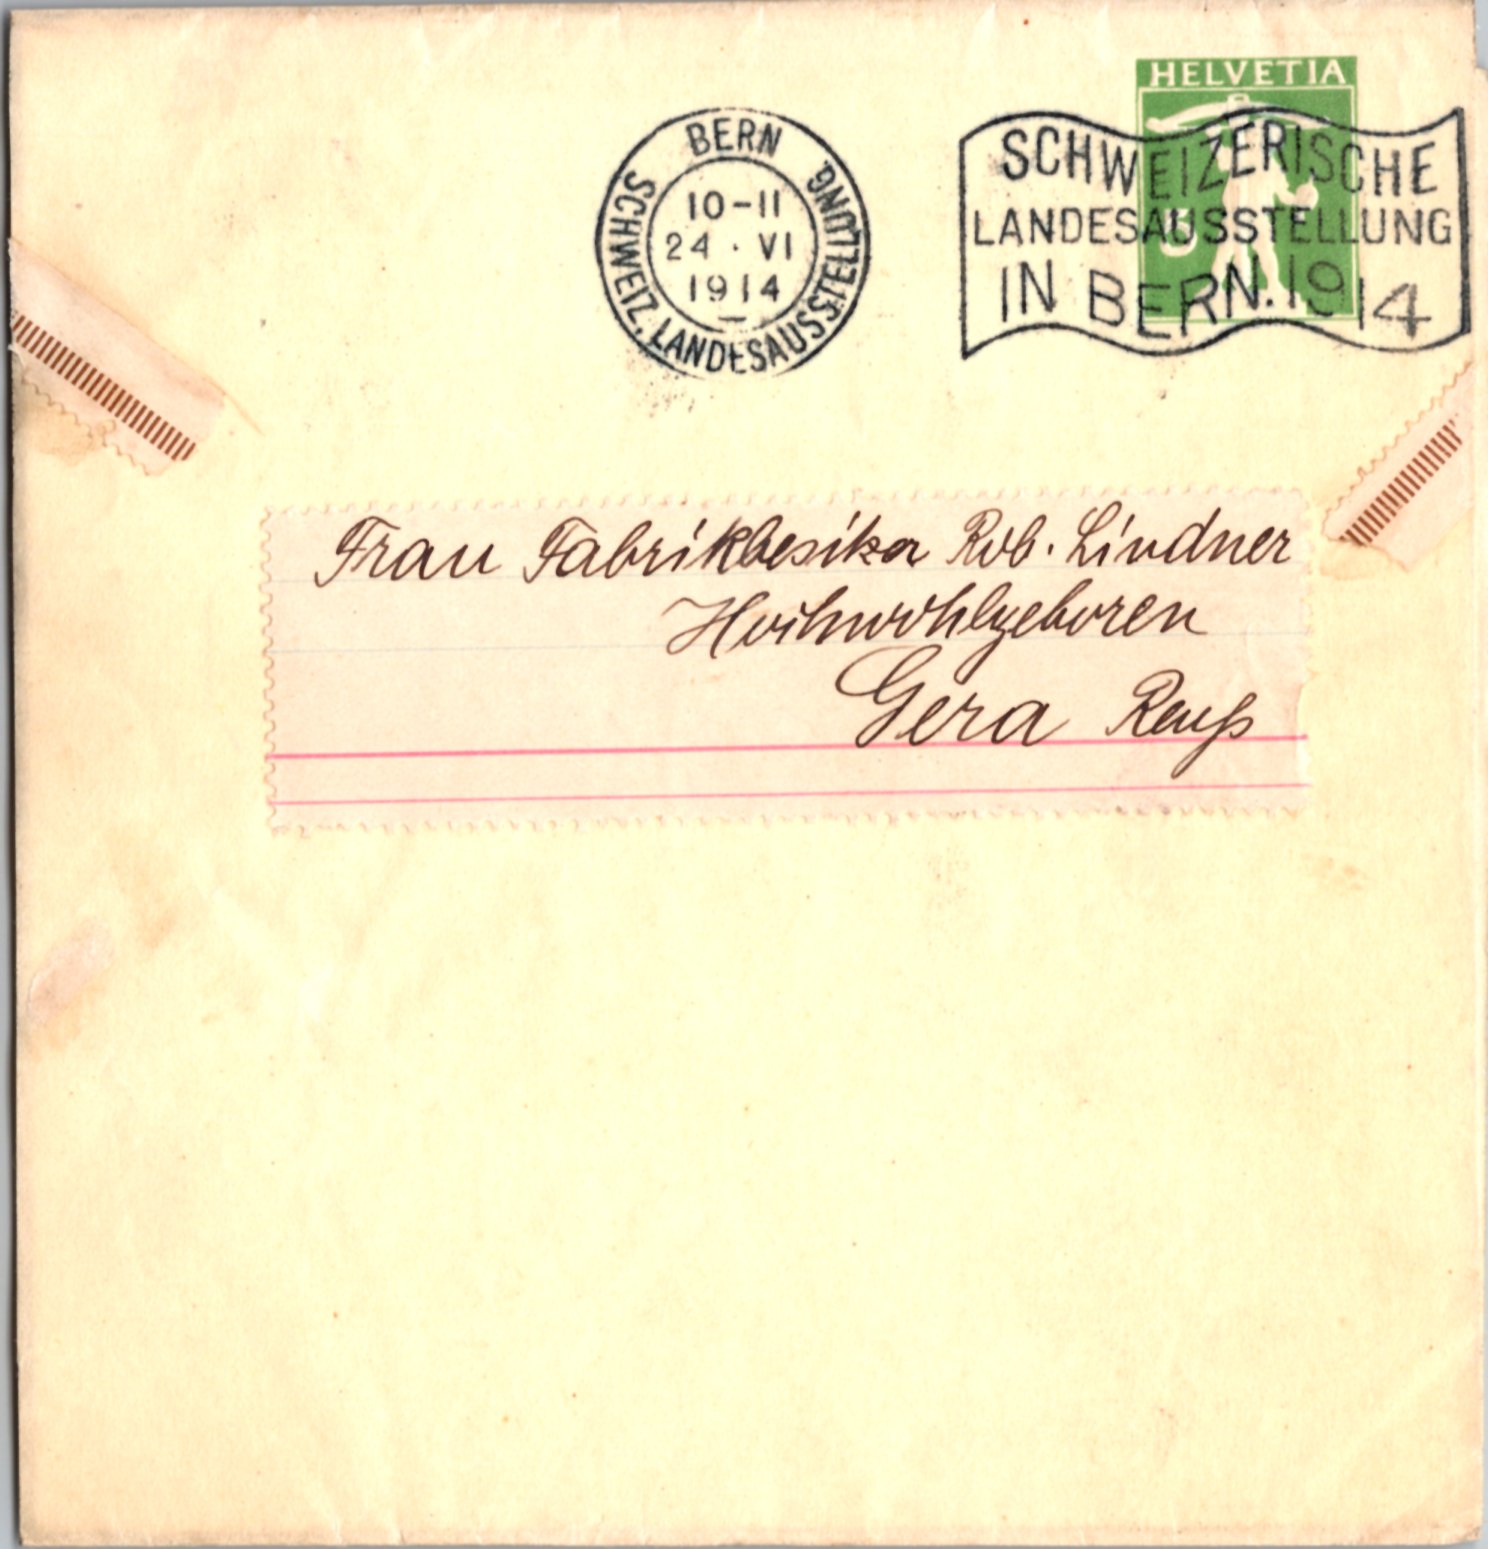 HELVETIA
5
BERN
SCHWEIZ. LANDESAUSSTELLUNG
10-11
24 · VI
1914
SCHWEIZERISCHE
LANDESAUSSTELLUNG
IN BERN. 1914
Frau Fabrikbesitzer Rob. Lindner
Hochwohlgeboren
Gera Reuß